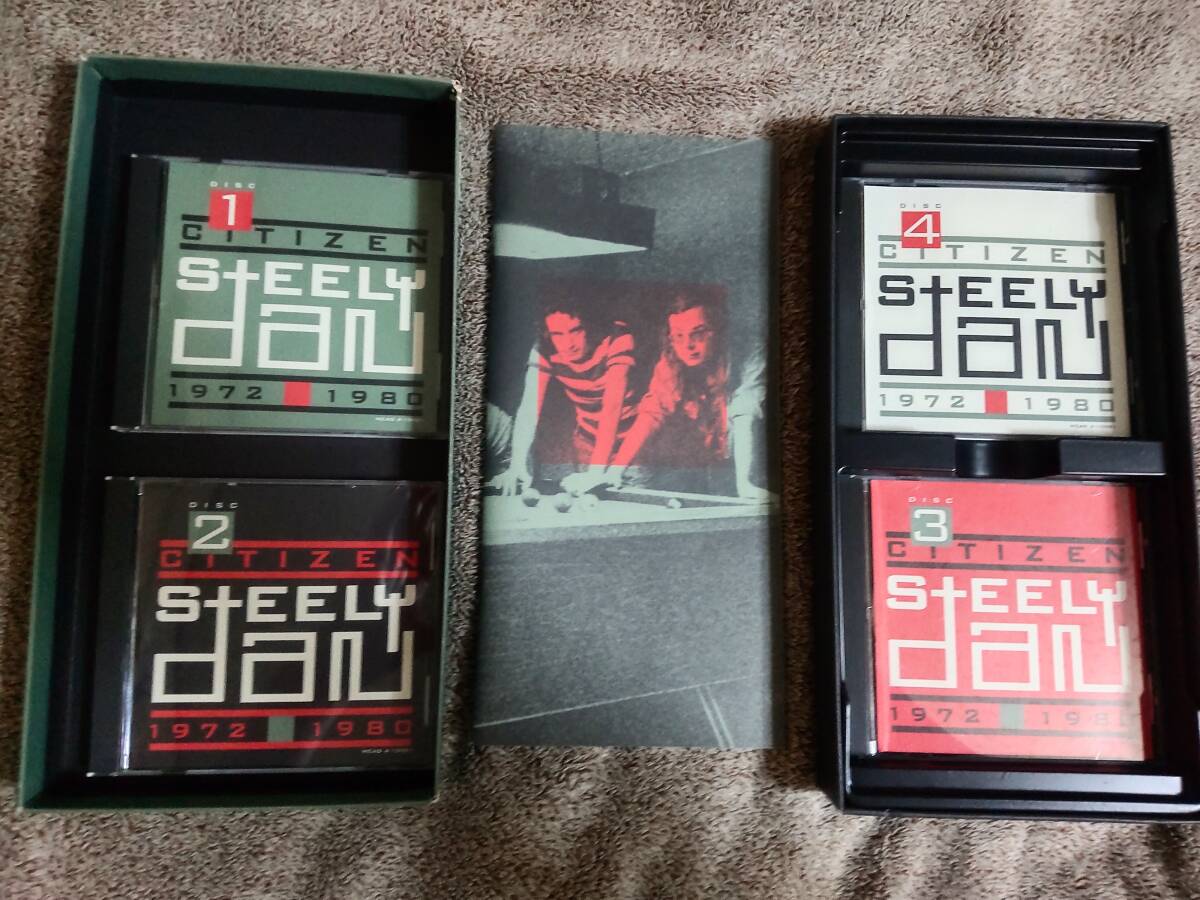 DISC
1
CITIZEN
STEELY
dan
1972 1980
DISC
2
CITIZEN
STEELY
dan
1972 1980
DISC
4
CITIZEN
STEELY
dan
1972 1980
DISC
3
CITIZEN
STEELY
dan
1972 1980